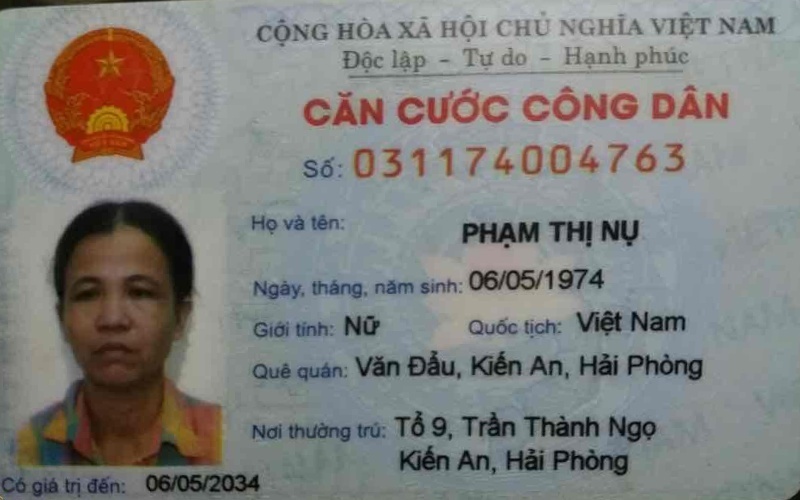 CỘNG HÒA XÃ HỘI CHỦ NGHĨA VIỆT NAM
Độc lập - Tự do - Hạnh phúc
CĂN CƯỚC CÔNG DÂN
Số: 031174004763
Họ và tên: PHẠM THỊ NỤ
Ngày, tháng, năm sinh: 06/05/1974
Giới tính: Nữ Quốc tịch: Việt Nam
Quê quán: Văn Đẩu, Kiến An, Hải Phòng
Nơi thường trú: Tổ 9, Trần Thành Ngọ
Kiến An, Hải Phòng
Có giá trị đến: 06/05/2034